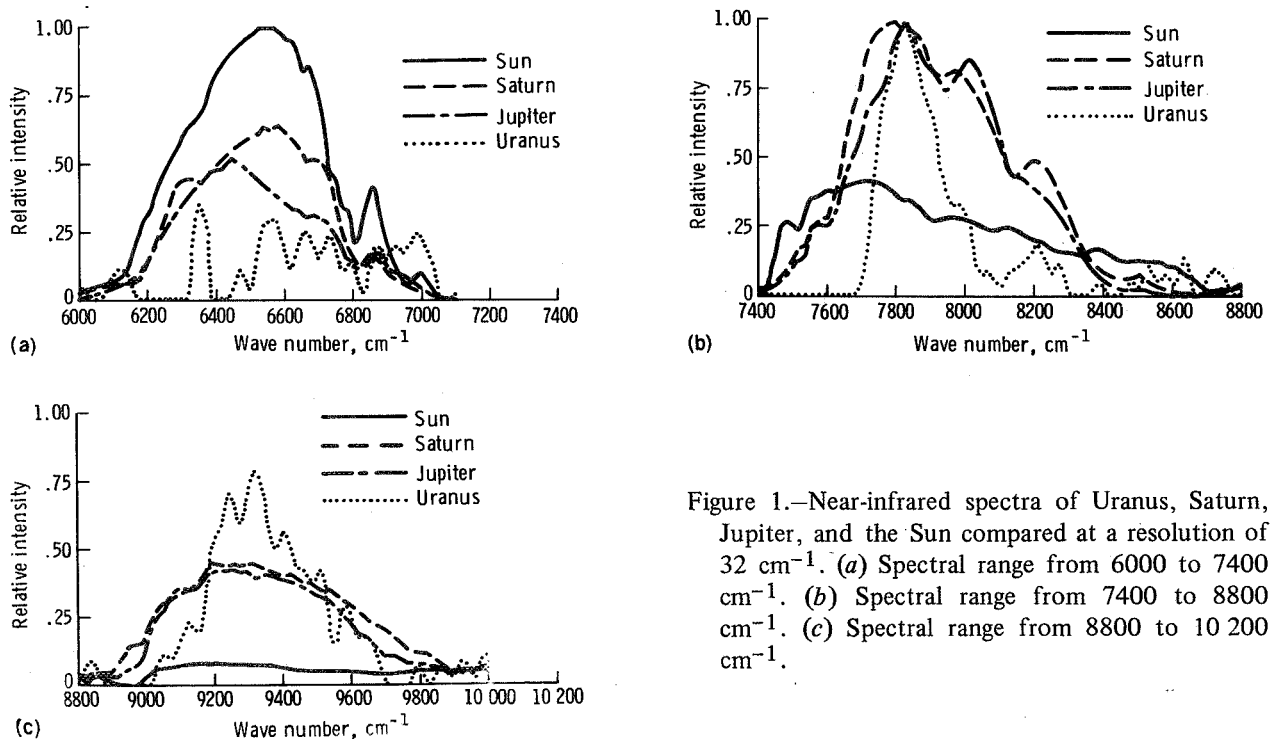 (a)
1.00
.75
.50
.25
0
Relative intensity
Sun
Saturn
Jupiter
Uranus
6000 6200 6400 6600 6800 7000 7200 7400
Wave number, cm⁻¹
(b)
1.00
.75
.50
.25
0
Relative intensity
Sun
Saturn
Jupiter
Uranus
7400 7600 7800 8000 8200 8400 8600 8800
Wave number, cm⁻¹
(c)
1.00
.75
.50
.25
0
Relative intensity
Sun
Saturn
Jupiter
Uranus
8800 9000 9200 9400 9600 9800 10 000 10 200
Wave number, cm⁻¹
Figure 1.—Near-infrared spectra of Uranus, Saturn,
Jupiter, and the Sun compared at a resolution of
32 cm⁻¹. (a) Spectral range from 6000 to 7400
cm⁻¹. (b) Spectral range from 7400 to 8800
cm⁻¹. (c) Spectral range from 8800 to 10 200
cm⁻¹.